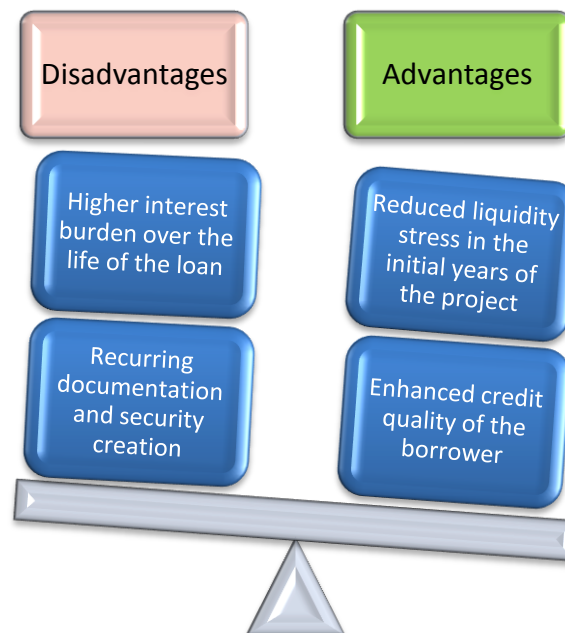 Disadvantages
Advantages
Higher interest
burden over the
life of the loan
Reduced liquidity
stress in the
initial years of
the project
Recurring
documentation
and security
creation
Enhanced credit
quality of the
borrower